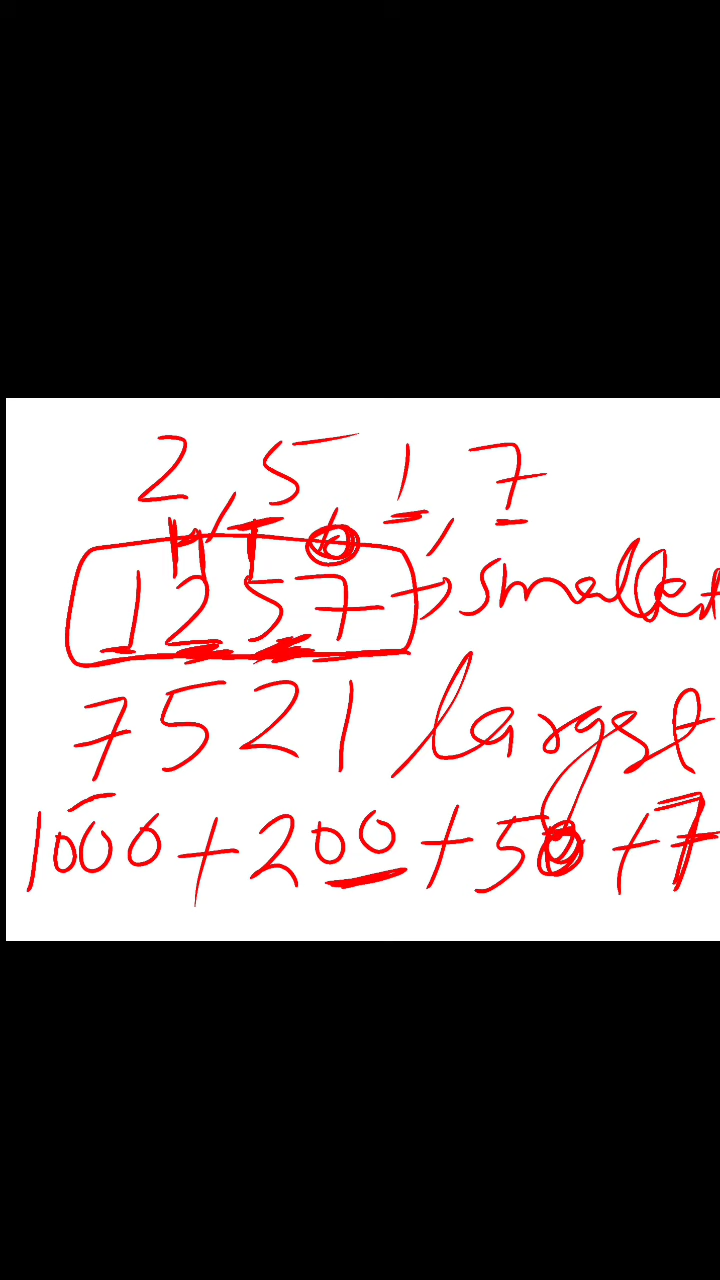 2, 5, 1, 7
H T O
1257 → smallest
7521 largest
1000 + 200 + 50 + 7